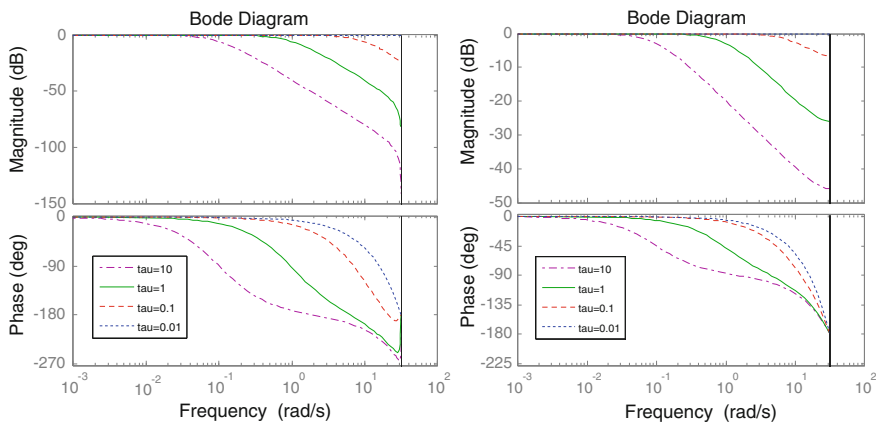 Bode Diagram
Magnitude (dB)
0
-50
-100
-150
Phase (deg)
0
-90
-180
-270
tau=10
tau=1
tau=0.1
tau=0.01
10^-3
10^-2
10^-1
10^0
10^1
10^2
Frequency (rad/s)
Bode Diagram
Magnitude (dB)
0
-10
-20
-30
-40
-50
Phase (deg)
0
-45
-90
-135
-180
-225
tau=10
tau=1
tau=0.1
tau=0.01
10^-3
10^-2
10^-1
10^0
10^1
10^2
Frequency (rad/s)